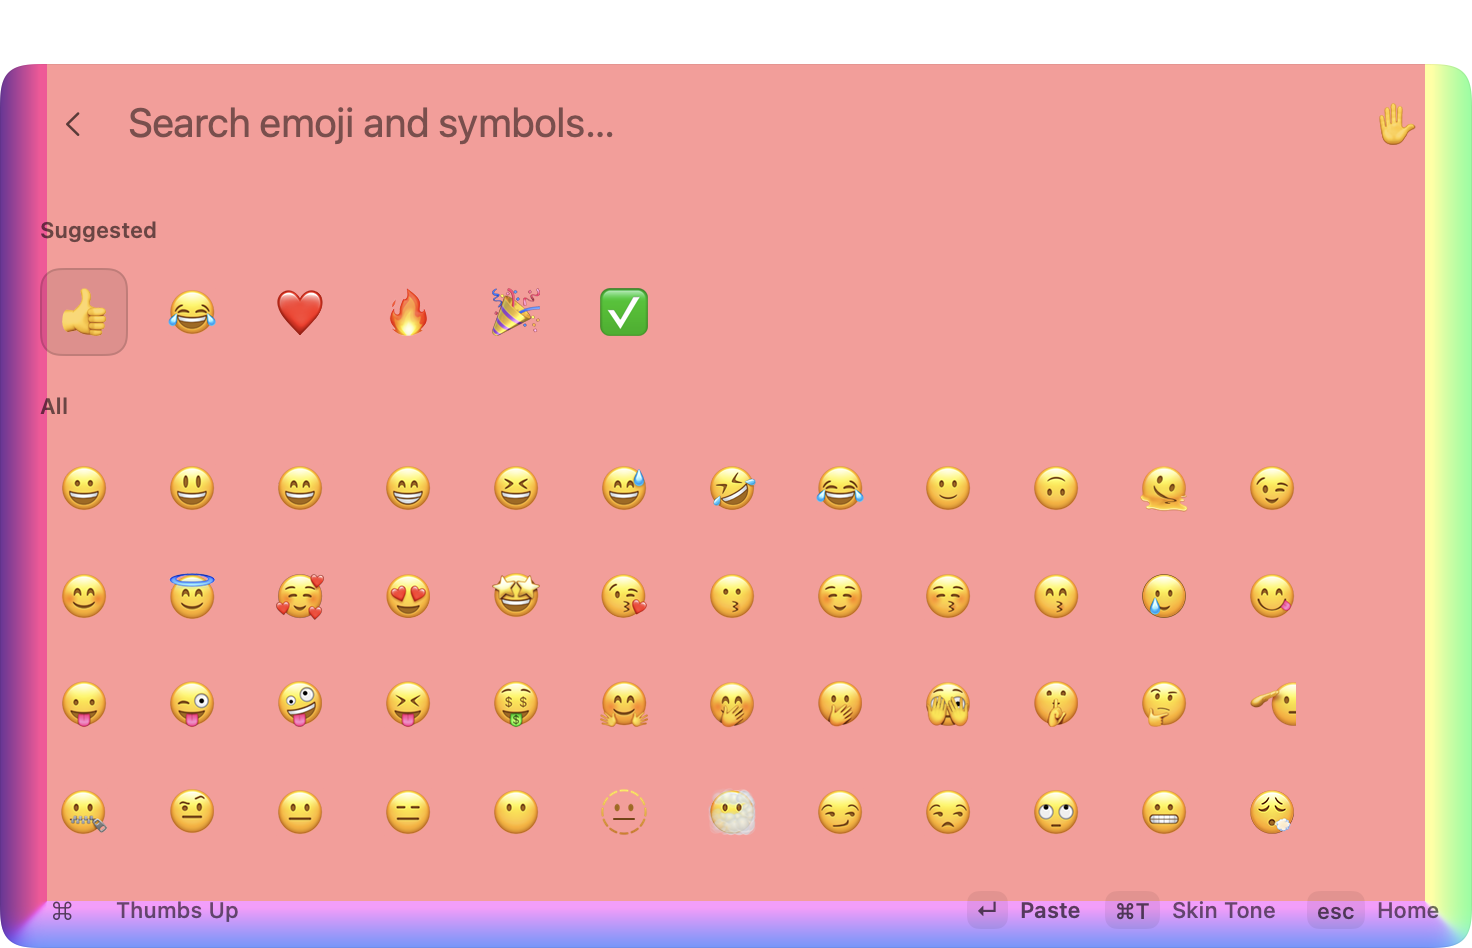 Search emoji and symbols...
Suggested
All
⌘ Thumbs Up ↵ Paste ⌘T Skin Tone esc Home